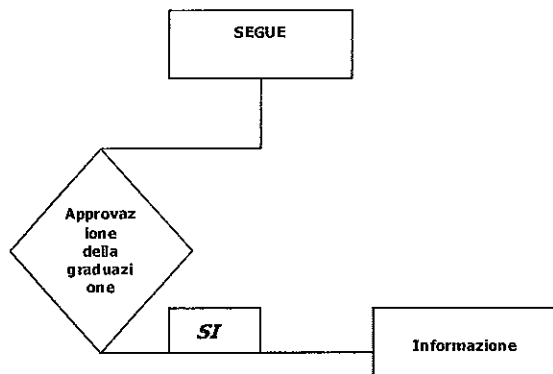 SEGUE
Approvaz
ione
della
graduazi
one
SI
Informazione